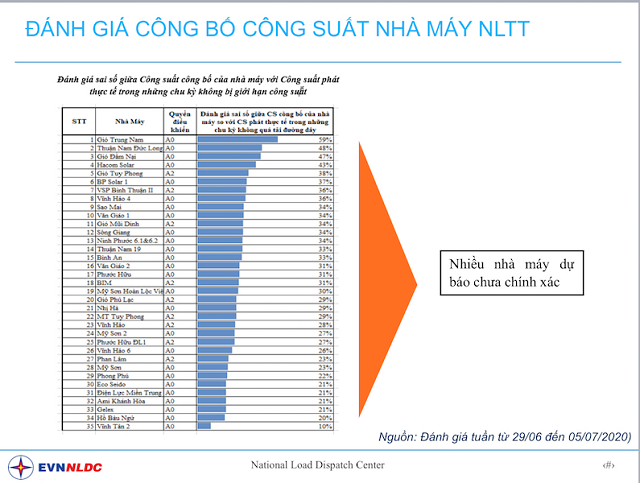 ĐÁNH GIÁ CÔNG BỐ CÔNG SUẤT NHÀ MÁY NLTT
Đánh giá sai số giữa Công suất công bố của nhà máy với Công suất phát
thực tế trong những chu kỳ không bị giới hạn công suất
STT Nhà Máy Quyền điều khiển Đánh giá sai số giữa CS công bố của nhà máy so với CS phát thực tế trong những chu kỳ không quá tải đường dây
1 Gió Trung Nam A0 59%
2 Thuận Nam Đức Long A0 48%
3 Gió Đầm Nại A0 47%
4 Hacom Solar A0 43%
5 Gió Tuy Phong A2 38%
6 BP Solar 1 A0 37%
7 VSP Bình Thuận II A2 36%
8 Vĩnh Hảo 4 A0 36%
9 Sao Mai A0 34%
10 Văn Giáo 1 A0 34%
11 Gió Mũi Dinh A2 34%
12 Sông Giang A0 34%
13 Ninh Phước 6.1&6.2 A0 34%
14 Thuận Nam 19 A0 33%
15 Bình An A0 33%
16 Văn Giáo 2 A0 31%
17 Phước Hữu A0 31%
18 BIM A2 31%
19 Mỹ Sơn Hoàn Lộc Việ A0 30%
20 Gió Phú Lạc A2 29%
21 Nhị Hà A0 29%
22 MT Tuy Phong A2 29%
23 Vĩnh Hảo A2 28%
24 Mỹ Sơn 2 A0 27%
25 Phước Hữu ĐL1 A2 27%
26 Vĩnh Hảo 6 A0 26%
27 Phan Lâm A2 23%
28 Mỹ Sơn A0 23%
29 Phong Phú A0 22%
30 Eco Seido A0 21%
31 Điện Lực Miền Trung A0 21%
32 Ami Khánh Hòa A0 21%
33 Gelex A0 21%
34 Hồ Bầu Ngứ A0 20%
35 Vĩnh Tân 2 A0 10%
Nhiều nhà máy dự
báo chưa chính xác
Nguồn: Đánh giá tuần từ 29/06 đến 05/07/2020)
EVNNLDC
National Load Dispatch Center
‹#›